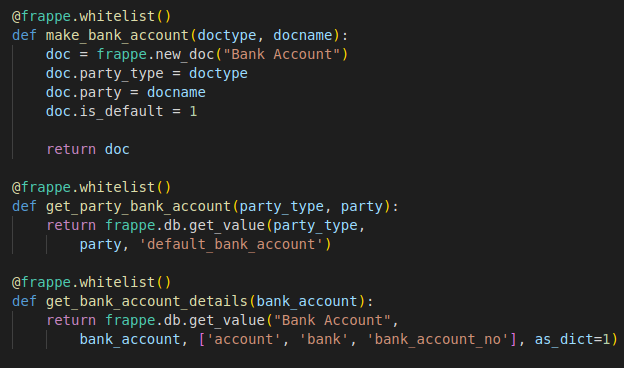 @frappe.whitelist()
def make_bank_account(doctype, docname):
    doc = frappe.new_doc("Bank Account")
    doc.party_type = doctype
    doc.party = docname
    doc.is_default = 1

    return doc

@frappe.whitelist()
def get_party_bank_account(party_type, party):
    return frappe.db.get_value(party_type,
        party, 'default_bank_account')

@frappe.whitelist()
def get_bank_account_details(bank_account):
    return frappe.db.get_value("Bank Account",
        bank_account, ['account', 'bank', 'bank_account_no'], as_dict=1)